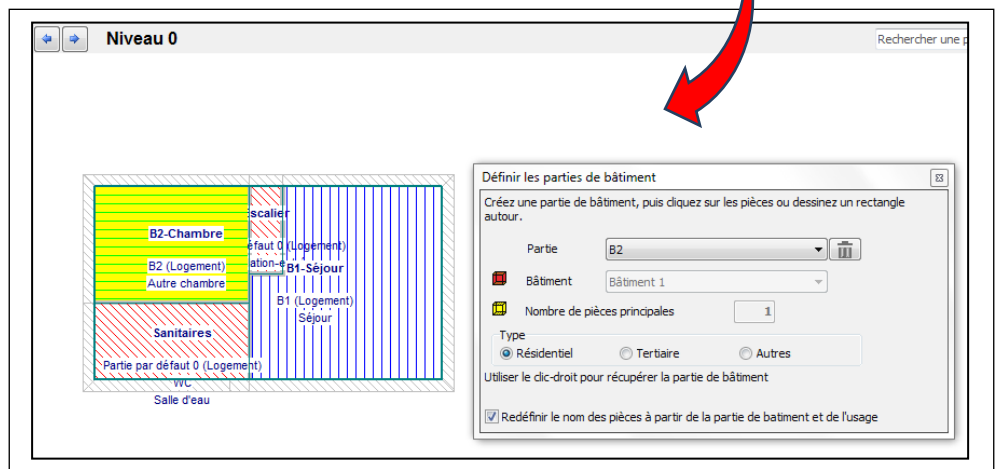 Niveau 0
Rechercher une p
Définir les parties de bâtiment
Créez une partie de bâtiment, puis cliquez sur les pièces ou dessinez un rectangle
autour.
Partie
B2
Bâtiment
Bâtiment 1
Nombre de pièces principales
1
Type
Résidentiel
Tertiaire
Autres
Utiliser le clic-droit pour récupérer la partie de bâtiment
Redéfinir le nom des pièces à partir de la partie de batiment et de l'usage
scalier
B2-Chambre
éfaut 0 (Logement)
B2 (Logement)
ation-e
B1-Séjour
Autre chambre
B1 (Logement)
Séjour
Sanitaires
Partie par défaut 0 (Logement)
WC
Salle d'eau